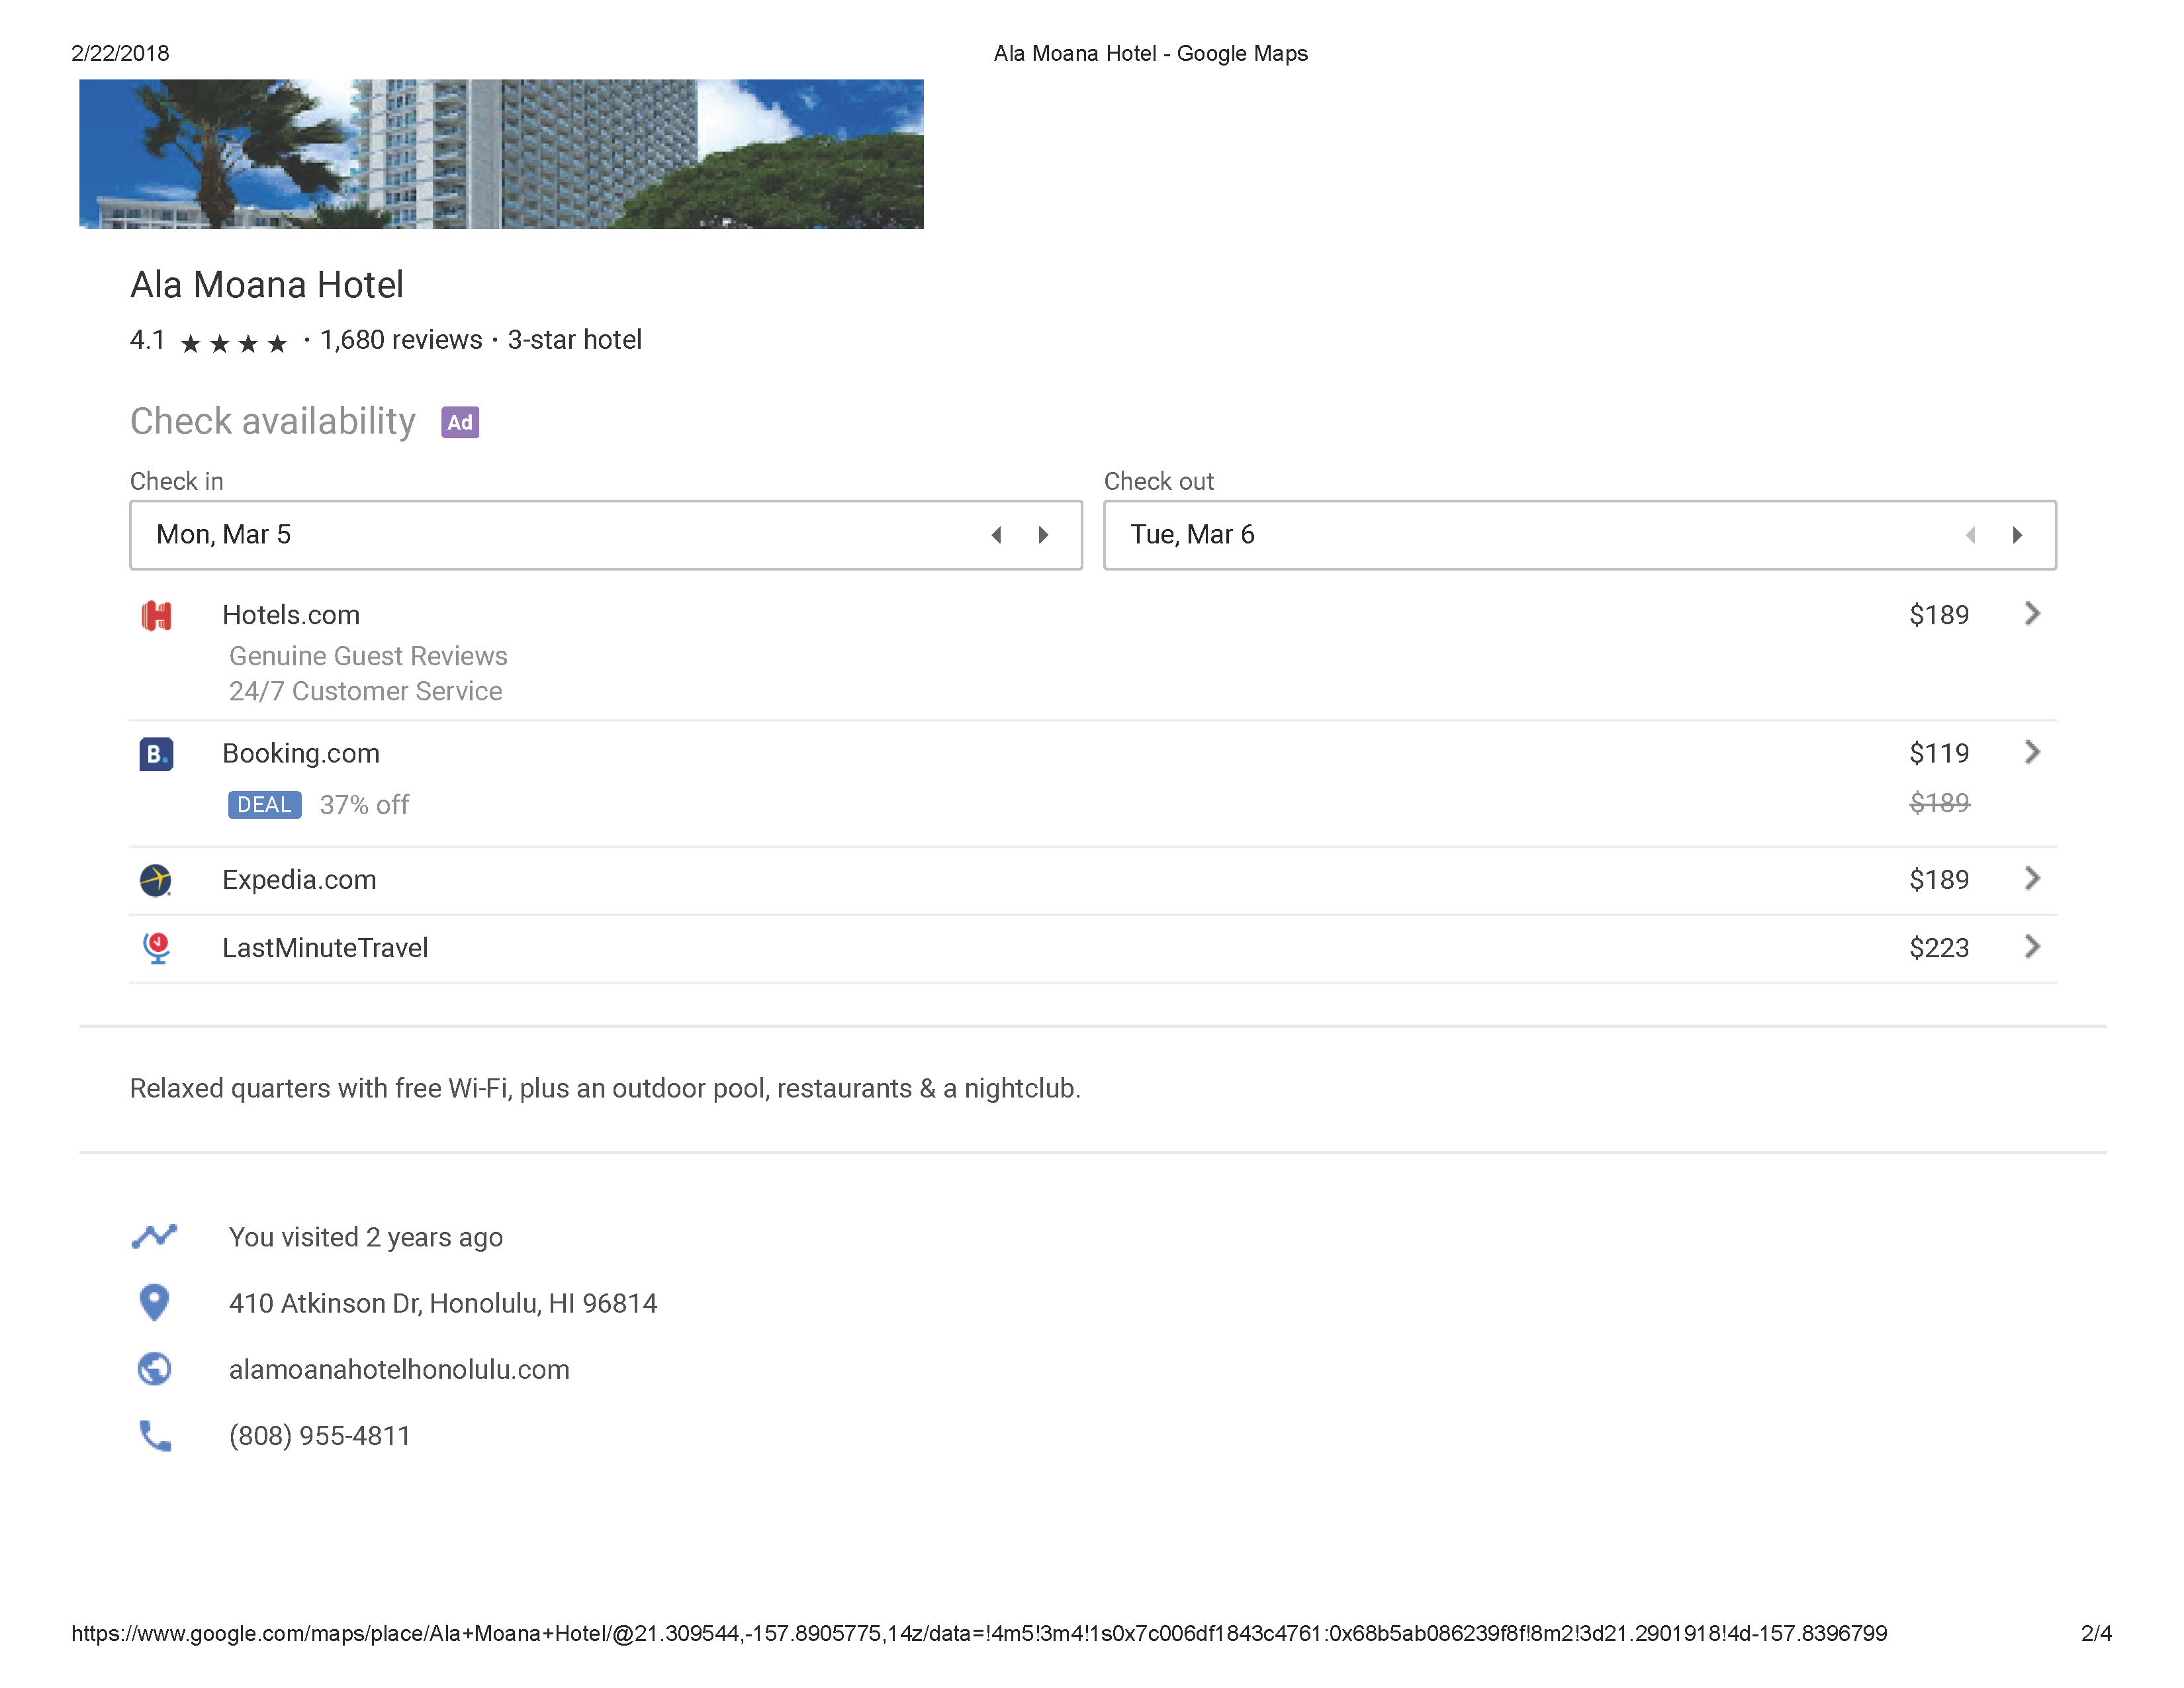 2/22/2018 Ala Moana Hotel - Google Maps
Ala Moana Hotel
4.1 ★★★★ · 1,680 reviews · 3-star hotel
Check availability Ad
Check in Check out
Mon, Mar 5 Tue, Mar 6
Hotels.com $189
Genuine Guest Reviews
24/7 Customer Service
B. Booking.com $119
DEAL 37% off $189
Expedia.com $189
LastMinuteTravel $223
Relaxed quarters with free Wi-Fi, plus an outdoor pool, restaurants & a nightclub.
You visited 2 years ago
410 Atkinson Dr, Honolulu, HI 96814
alamoanahotelhonolulu.com
(808) 955-4811
https://www.google.com/maps/place/Ala+Moana+Hotel/@21.309544,-157.8905775,14z/data=!4m5!3m4!1s0x7c006df1843c4761:0x68b5ab086239f8f!8m2!3d21.2901918!4d-157.8396799 2/4